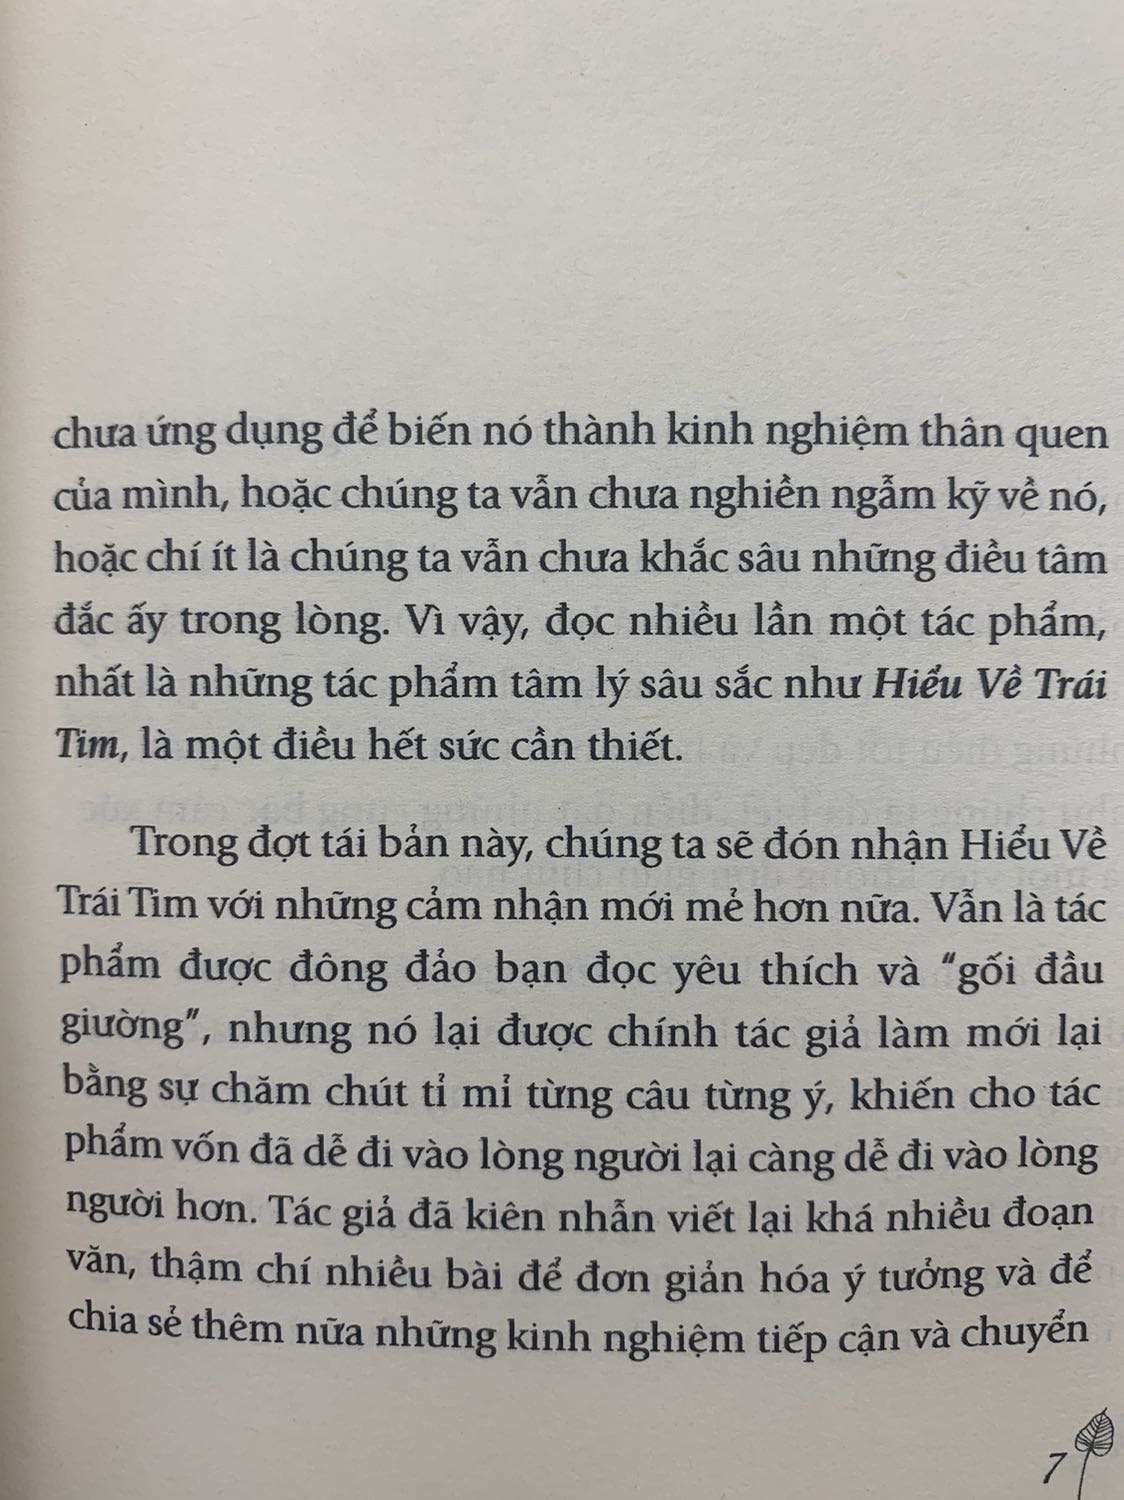 chưa ứng dụng để biến nó thành kinh nghiệm thân quen
của mình, hoặc chúng ta vẫn chưa nghiền ngẫm kỹ về nó,
hoặc chí ít là chúng ta vẫn chưa khắc sâu những điều tâm
đắc ấy trong lòng. Vì vậy, đọc nhiều lần một tác phẩm,
nhất là những tác phẩm tâm lý sâu sắc như Hiểu Về Trái
Tim, là một điều hết sức cần thiết.
Trong đợt tái bản này, chúng ta sẽ đón nhận Hiểu Về
Trái Tim với những cảm nhận mới mẻ hơn nữa. Vẫn là tác
phẩm được đông đảo bạn đọc yêu thích và “gối đầu
giường”, nhưng nó lại được chính tác giả làm mới lại
bằng sự chăm chút tỉ mỉ từng câu từng ý, khiến cho tác
phẩm vốn đã dễ đi vào lòng người lại càng dễ đi vào lòng
người hơn. Tác giả đã kiên nhẫn viết lại khá nhiều đoạn
văn, thậm chí nhiều bài để đơn giản hóa ý tưởng và để
chia sẻ thêm nữa những kinh nghiệm tiếp cận và chuyển
7